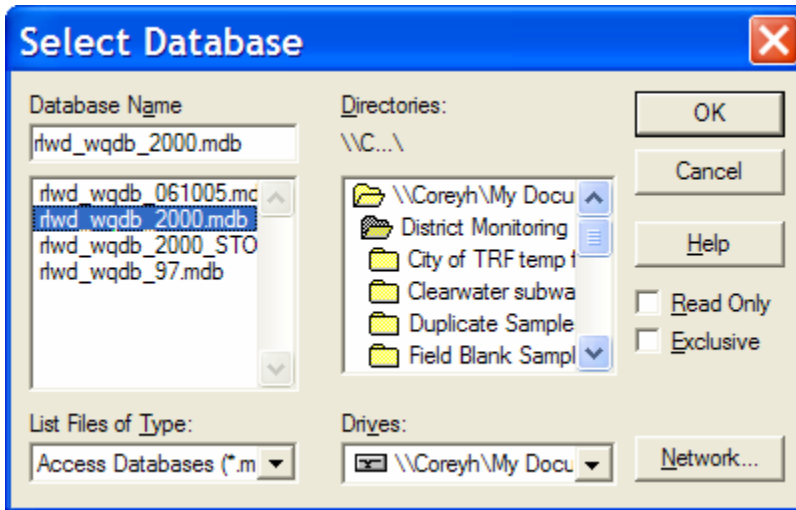 Select Database
Database Name
rlwd_wqdb_2000.mdb
rlwd_wqdb_061005.md
rlwd_wqdb_2000.mdb
rlwd_wqdb_2000_STO
rlwd_wqdb_97.mdb
List Files of Type:
Access Databases (*.m
Directories:
\\C...\
\\Coreyh\My Docu
District Monitoring
City of TRF temp f
Clearwater subwa
Duplicate Sample
Field Blank Sampl
Drives:
\\Coreyh\My Docu
OK
Cancel
Help
Read Only
Exclusive
Network...